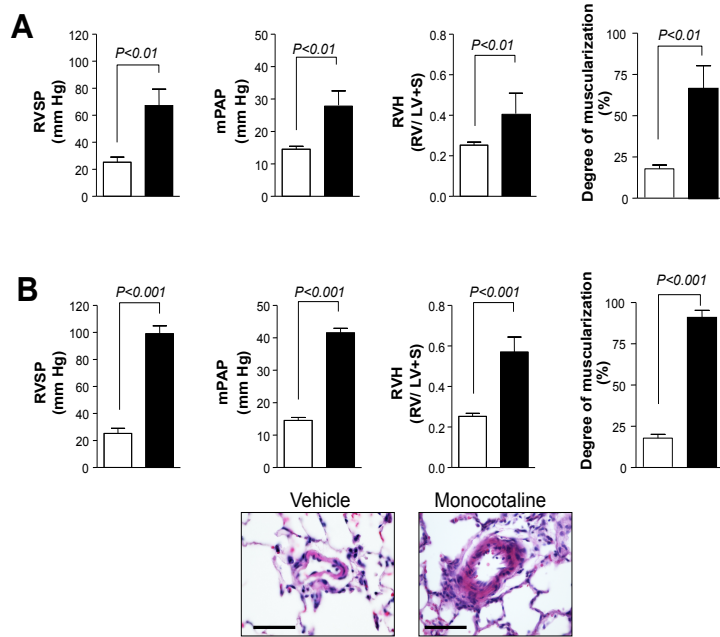 A
RVSP
(mm Hg)
120
100
80
60
40
20
0
P<0.01
mPAP
(mm Hg)
50
40
30
20
10
0
P<0.01
RVH
(RV/ LV+S)
0.8
0.6
0.4
0.2
0.0
P<0.01
Degree of muscularization
(%)
100
75
50
25
0
P<0.01
B
RVSP
(mm Hg)
120
100
80
60
40
20
0
P<0.001
mPAP
(mm Hg)
50
40
30
20
10
0
P<0.001
RVH
(RV/ LV+S)
0.8
0.6
0.4
0.2
0.0
P<0.001
Degree of muscularization
(%)
100
75
50
25
0
P<0.001
Vehicle
Monocotaline